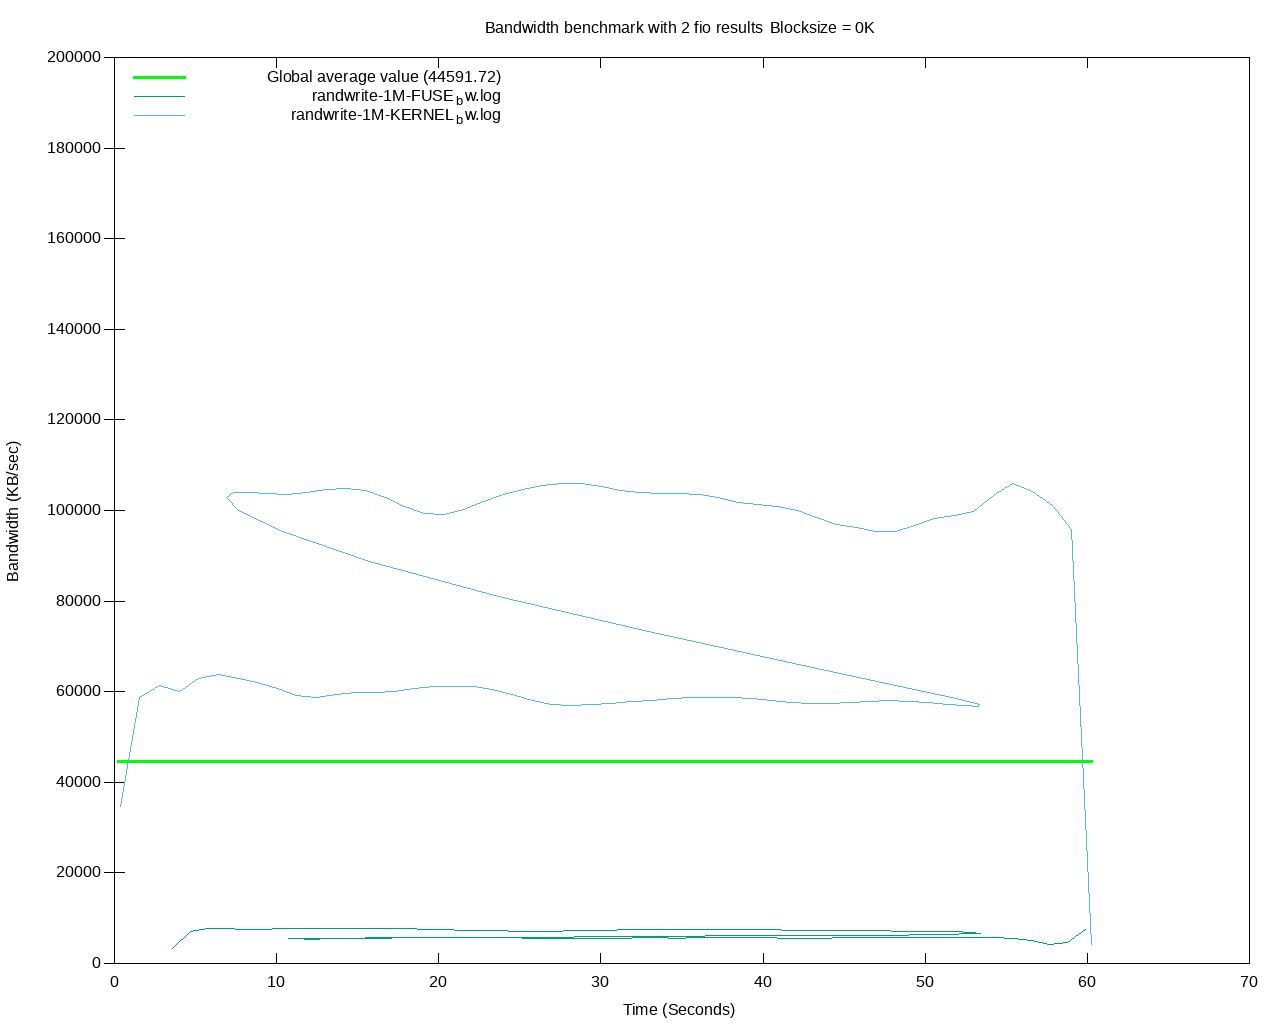 Bandwidth benchmark with 2 fio results Blocksize = 0K
Global average value (44591.72)
randwrite-1M-FUSE_bw.log
randwrite-1M-KERNEL_bw.log
200000
180000
160000
140000
120000
100000
80000
60000
40000
20000
0
Bandwidth (KB/sec)
0 10 20 30 40 50 60 70
Time (Seconds)